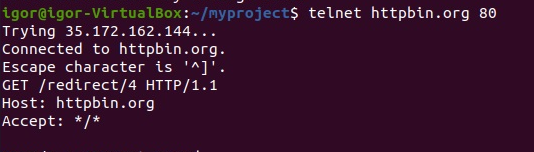 igor@igor-VirtualBox:~/myproject$ telnet httpbin.org 80
Trying 35.172.162.144...
Connected to httpbin.org.
Escape character is '^]'.
GET /redirect/4 HTTP/1.1
Host: httpbin.org
Accept: */*